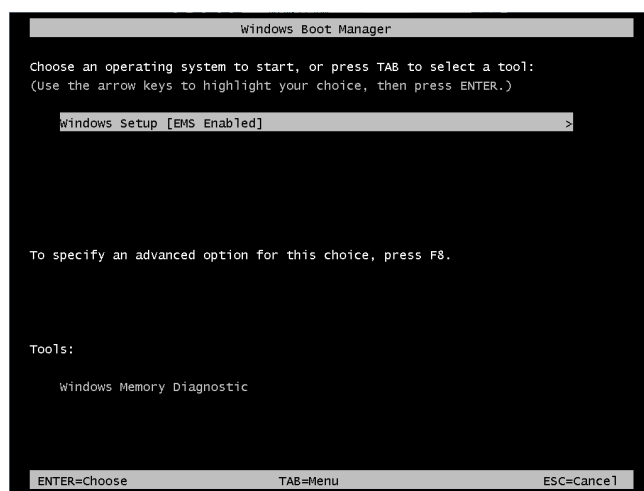 Windows Boot Manager
Choose an operating system to start, or press TAB to select a tool:
(Use the arrow keys to highlight your choice, then press ENTER.)
Windows Setup [EMS Enabled] >
To specify an advanced option for this choice, press F8.
Tools:
Windows Memory Diagnostic
ENTER=Choose TAB=Menu ESC=Cancel